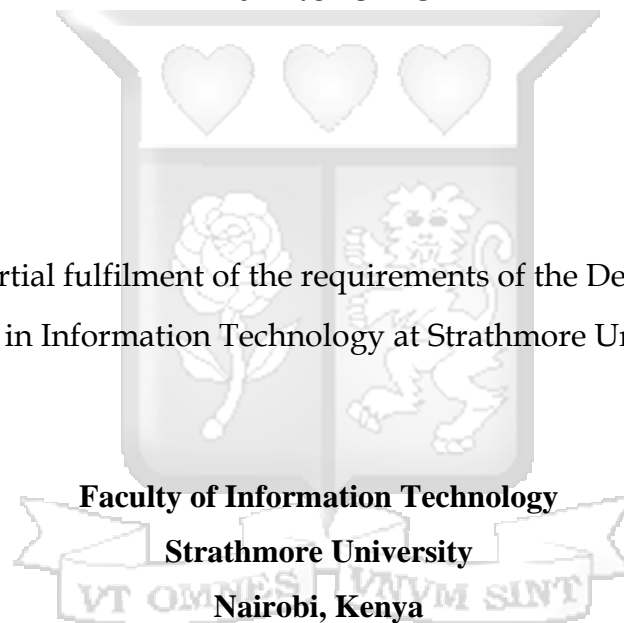 rtial fulfilment of the requirements of the De
in Information Technology at Strathmore Un
Faculty of Information Technology
Strathmore University
Nairobi, Kenya
VT OMNES VNVM SINT